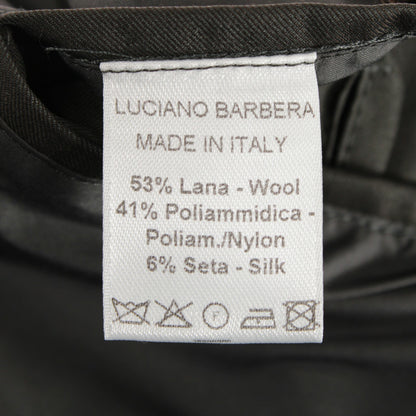 LUCIANO BARBERA
MADE IN ITALY
53% Lana - Wool
41% Poliammidica -
Poliam./Nylon
6% Seta - Silk
F